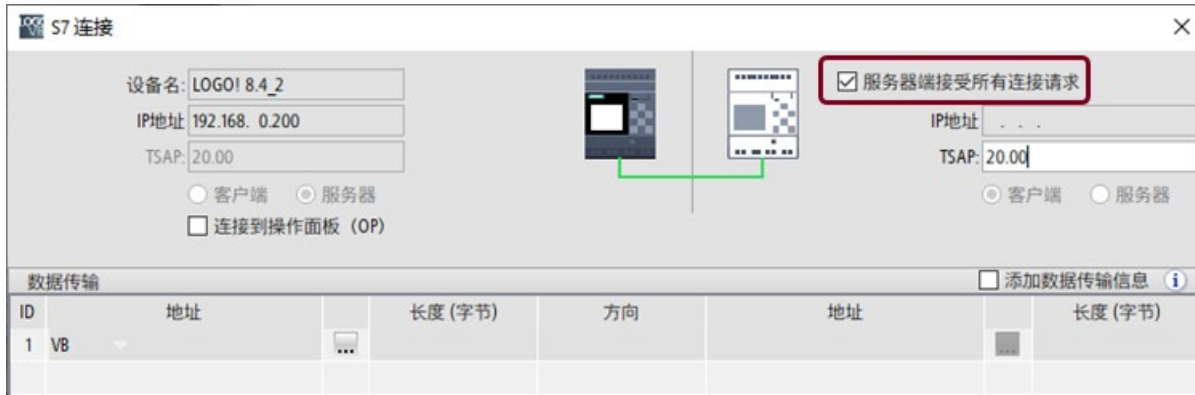 S7 连接
设备名: LOGO! 8.4_2
服务器端接受所有连接请求
IP地址 192.168. 0.200
IP地址 . . .
TSAP: 20.00
TSAP: 20.00
客户端 服务器
客户端 服务器
连接到操作面板（OP）
数据传输
添加数据传输信息
ID 地址 长度 (字节) 方向 地址 长度 (字节)
1 VB ...